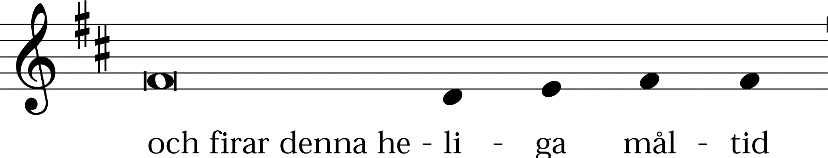 och firar denna he - li - ga mål - tid